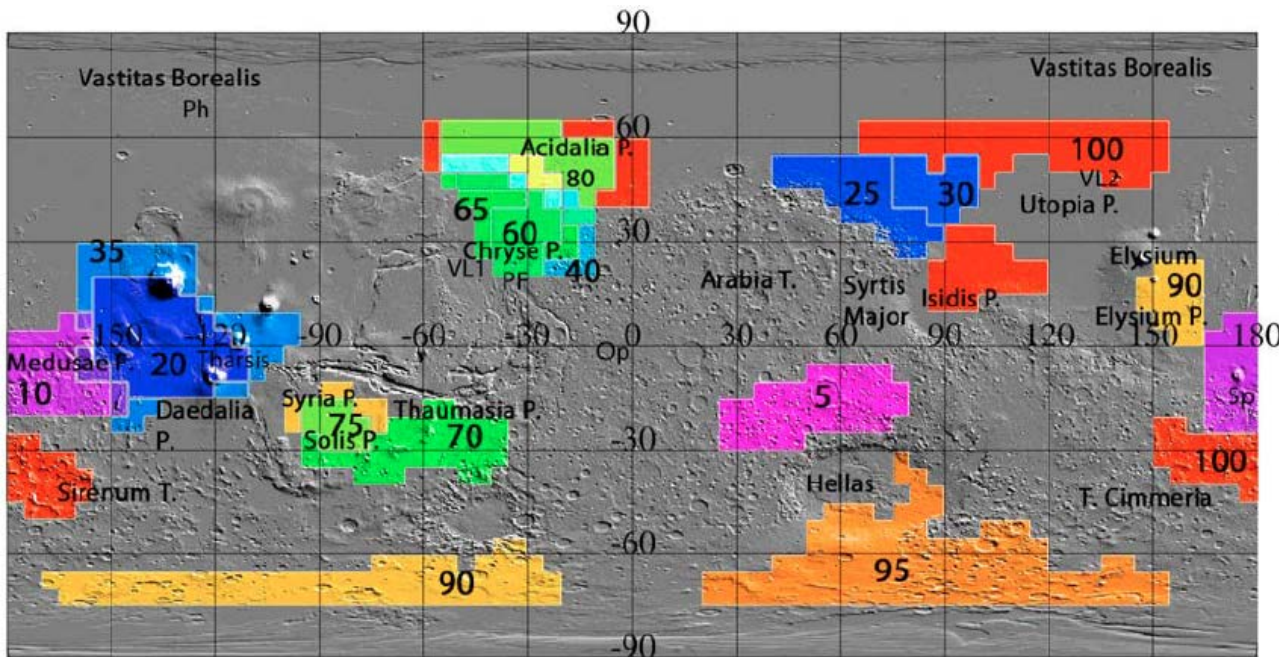 90
Vastitas Borealis
Vastitas Borealis
Ph
60
Acidalia P.
80
100
VL2
65
25
30
Utopia P.
60
30
35
Chryse P.
VL1
PF
40
Arabia T.
Syrtis
Major
Isidis P.
Elysium
90
Elysium P.
-150
-120
-90
-60
-30
0
30
60
90
120
150
180
Medusae P.
10
20
Tharsis
Op
Daedalia
P.
Syria P.
75
Solis P.
Thaumasia P.
70
5
Sp
-30
100
Sirenum T.
Hellas
T. Cimmeria
-60
90
95
-90